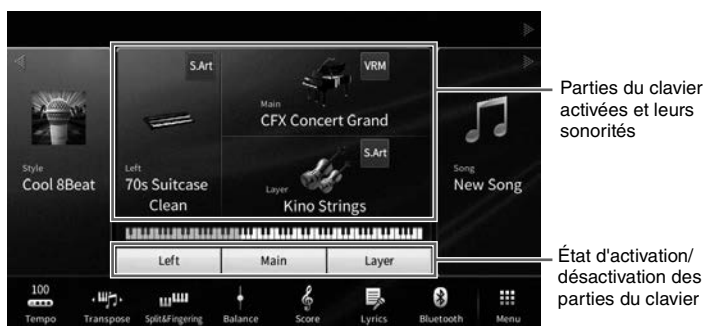 S.Art
VRM
Main
CFX Concert Grand
Style
Cool 8Beat
Left
70s Suitcase
Clean
S.Art
Layer
Kino Strings
Song
New Song
Left
Main
Layer
100
Tempo
Transpose
Split&Fingering
Balance
Score
Lyrics
Bluetooth
Menu
Parties du clavier
activées et leurs
sonorités
État d'activation/
désactivation des
parties du clavier